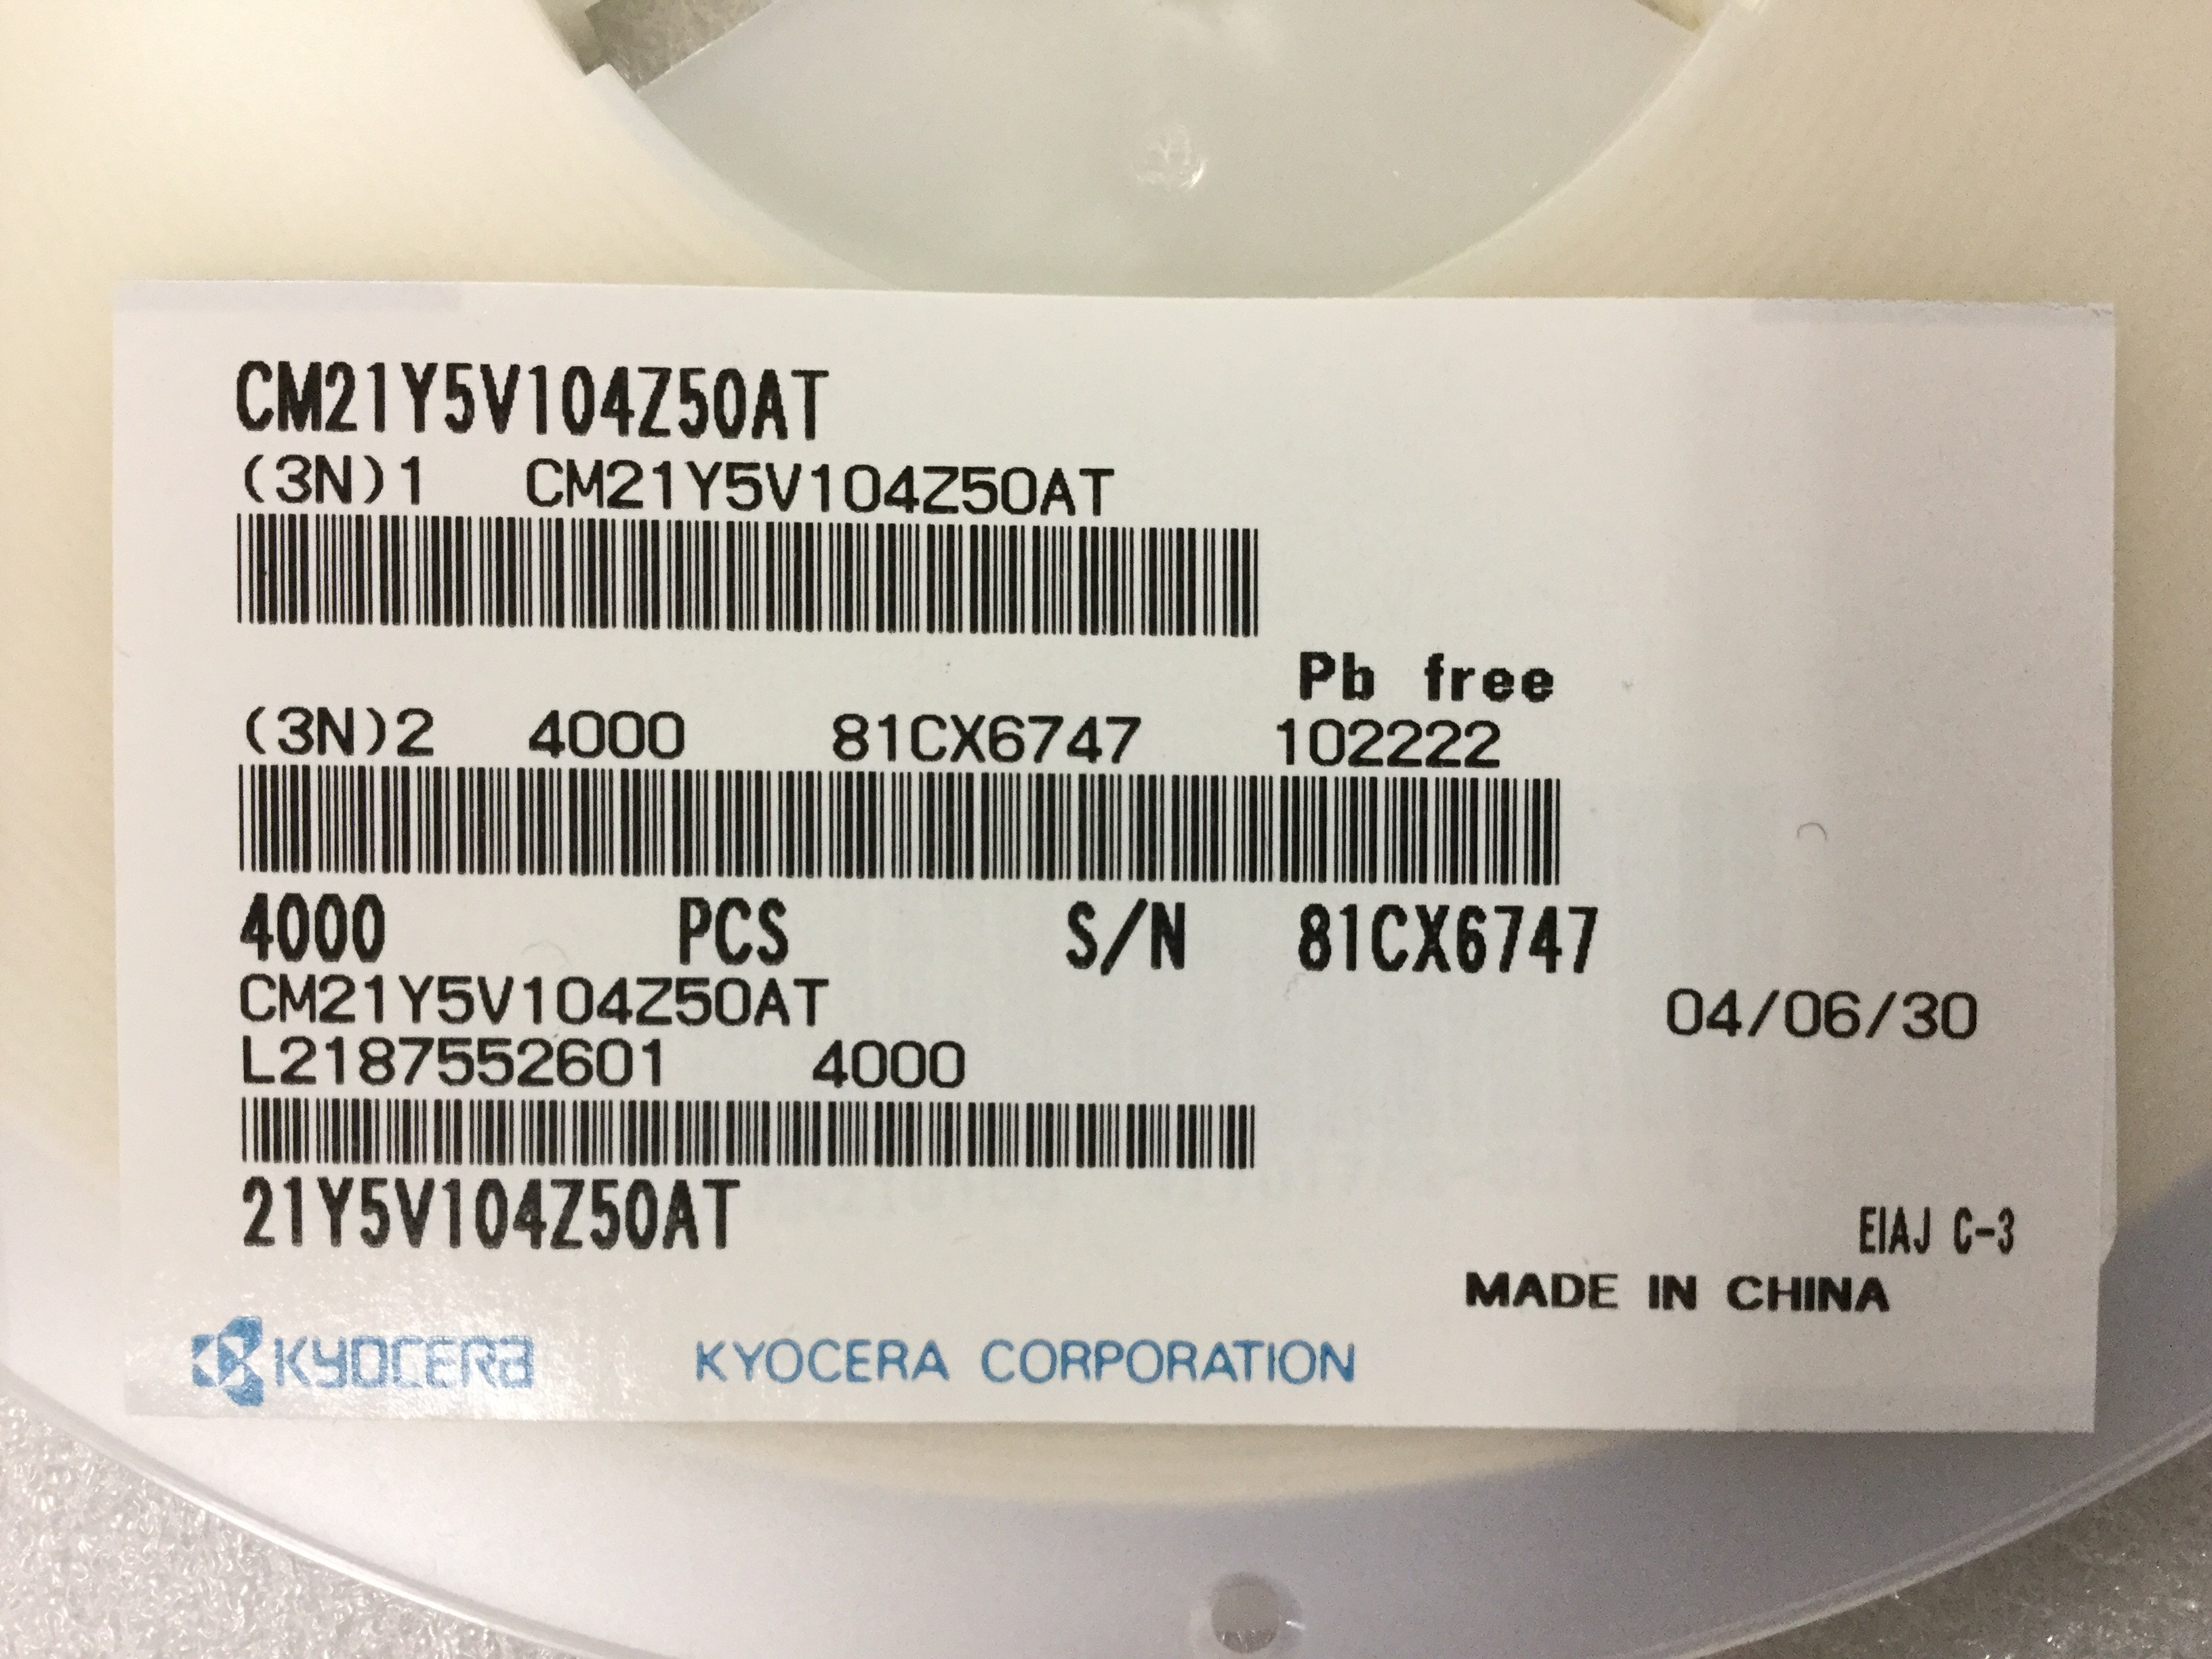 CM21Y5V104Z50AT
(3N)1 CM21Y5V104Z50AT
Pb free
(3N)2 4000 81CX6747 102222
4000 PCS S/N 81CX6747
CM21Y5V104Z50AT 04/06/30
L2187552601 4000
21Y5V104Z50AT
EIAJ C-3
MADE IN CHINA
KYOCERA KYOCERA CORPORATION